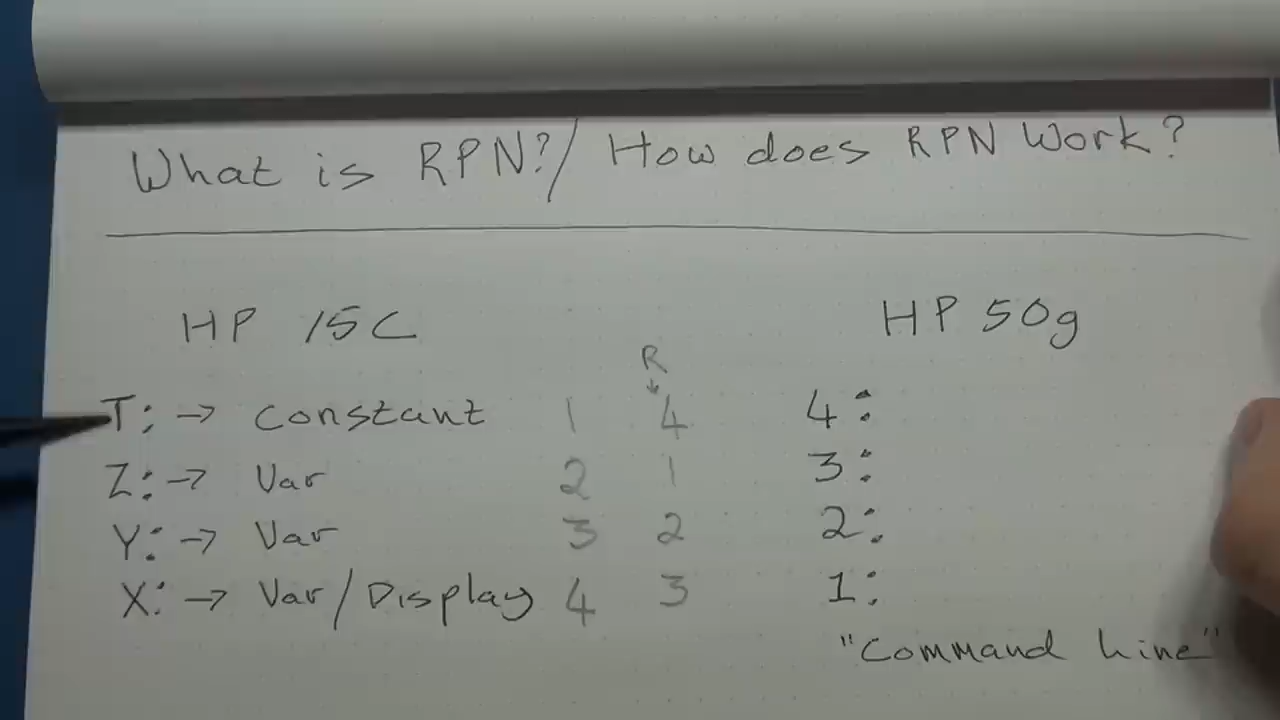 What is RPN?/ How does RPN Work?
HP 15C
HP 50g
R
T: → Constant 1 4
Z: → Var 2 1
Y: → Var 3 2
X: → Var/Display 4 3
4:
3:
2:
1:
"Command Line"